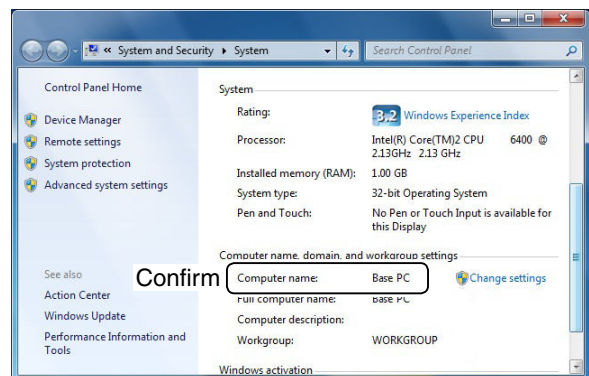 « System and Security ▸ System
Search Control Panel
Control Panel Home
Device Manager
Remote settings
System protection
Advanced system settings
See also
Action Center
Windows Update
Performance Information and
Tools
System
Rating:
3.2 Windows Experience Index
Processor:
Intel(R) Core(TM)2 CPU 6400 @
2.13GHz 2.13 GHz
Installed memory (RAM):
1.00 GB
System type:
32-bit Operating System
Pen and Touch:
No Pen or Touch Input is available for
this Display
Computer name, domain, and workgroup settings
Confirm
Computer name:
Base PC
Change settings
Full computer name:
Base PC
Computer description:
Workgroup:
WORKGROUP
Windows activation